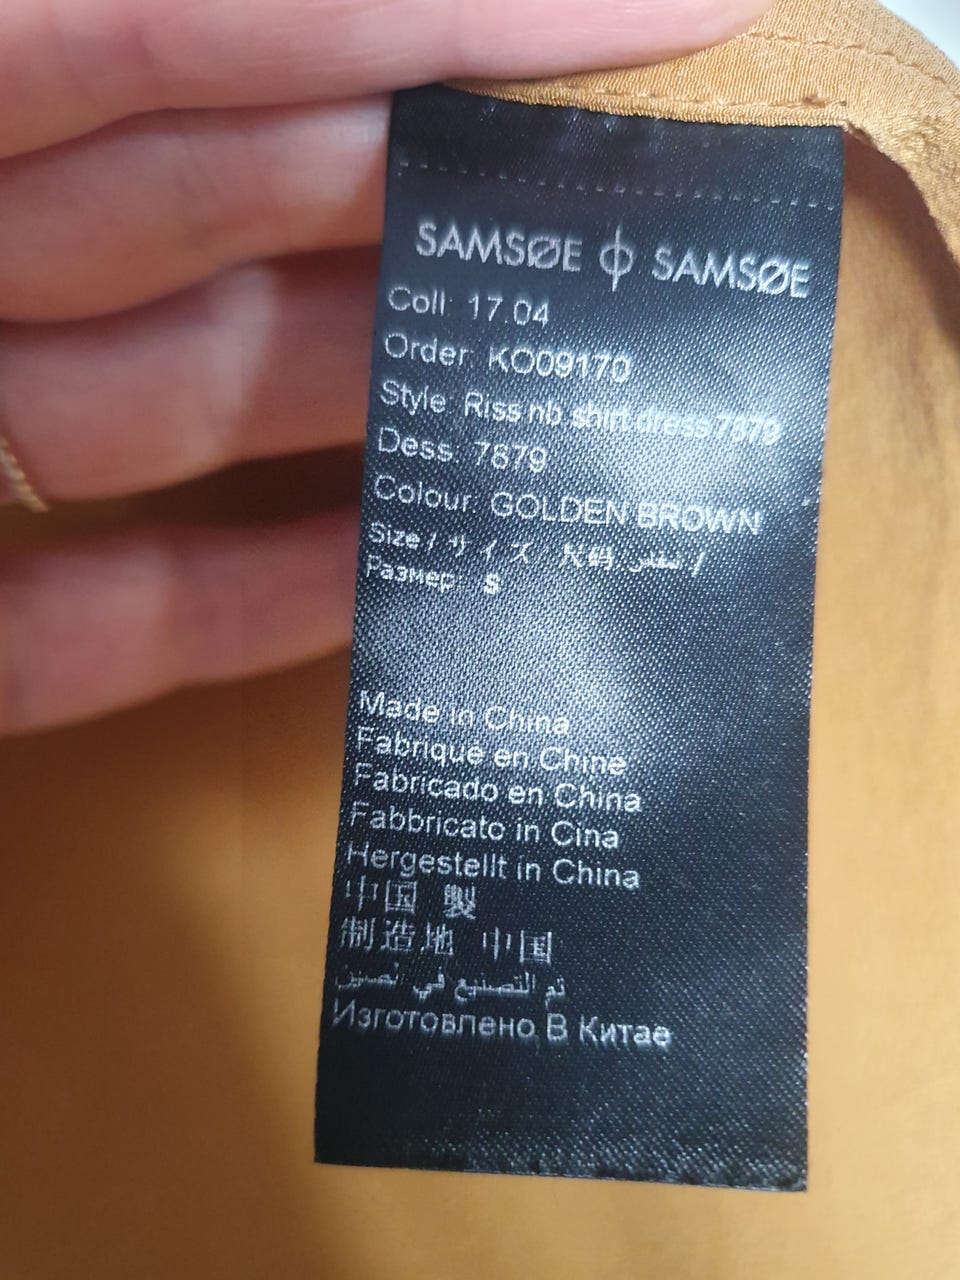 SAMSØE ф SAMSØE
Coll: 17.04
Order: KO09170
Style: Riss nb shirt dress 7879
Dess: 7879
Colour: GOLDEN BROWN
Size / サイズ / 尺码 /
Размер: S
Made in China
Fabrique en Chine
Fabricado en China
Fabbricato in Cina
Hergestellt in China
中国 製
制造地 中国
تم التصنيع في
Изготовлено В Китае